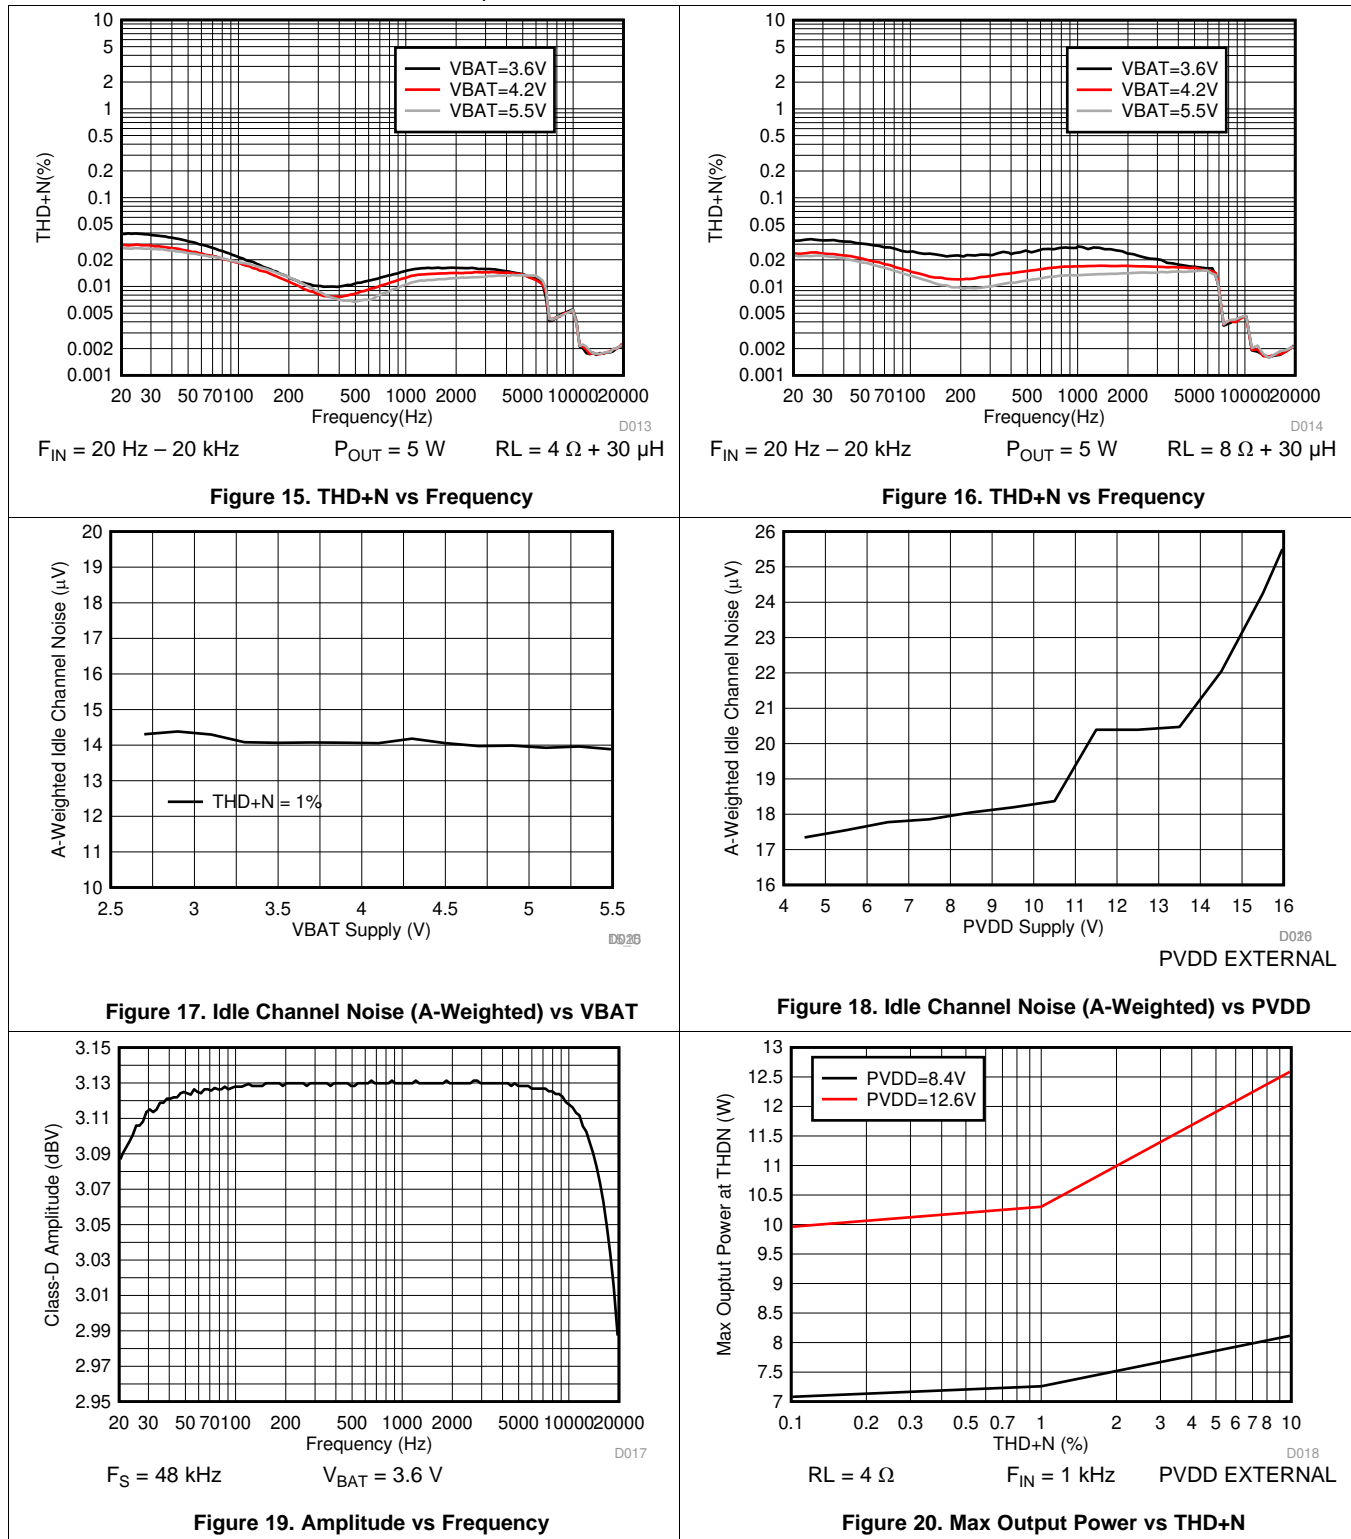 10
5
2
1
0.5
0.2
0.1
0.05
0.02
0.01
0.005
0.002
0.001
THD+N(%)
VBAT=3.6V
VBAT=4.2V
VBAT=5.5V
20 30 50 70100 200 500 1000 2000 5000 10000 20000
Frequency(Hz)
D013
F_IN = 20 Hz – 20 kHz P_OUT = 5 W RL = 4 Ω + 30 µH
Figure 15. THD+N vs Frequency
10
5
2
1
0.5
0.2
0.1
0.05
0.02
0.01
0.005
0.002
0.001
THD+N(%)
VBAT=3.6V
VBAT=4.2V
VBAT=5.5V
20 30 50 70100 200 500 1000 2000 5000 10000 20000
Frequency(Hz)
D014
F_IN = 20 Hz – 20 kHz P_OUT = 5 W RL = 8 Ω + 30 µH
Figure 16. THD+N vs Frequency
20
19
18
17
16
15
14
13
12
11
10
A-Weighted Idle Channel Noise (µV)
THD+N = 1%
2.5 3 3.5 4 4.5 5 5.5
VBAT Supply (V)
Figure 17. Idle Channel Noise (A-Weighted) vs VBAT
26
25
24
23
22
21
20
19
18
17
16
A-Weighted Idle Channel Noise (µV)
4 5 6 7 8 9 10 11 12 13 14 15 16
PVDD Supply (V)
PVDD EXTERNAL
Figure 18. Idle Channel Noise (A-Weighted) vs PVDD
3.15
3.13
3.11
3.09
3.07
3.05
3.03
3.01
2.99
2.97
2.95
Class-D Amplitude (dBV)
20 30 50 70100 200 500 1000 2000 5000 10000 20000
Frequency (Hz)
D017
F_S = 48 kHz V_BAT = 3.6 V
Figure 19. Amplitude vs Frequency
13
12.5
12
11.5
11
10.5
10
9.5
9
8.5
8
7.5
7
Max Ouptut Power at THDN (W)
PVDD=8.4V
PVDD=12.6V
0.1 0.2 0.3 0.5 0.7 1 2 3 4 5 6 7 8 10
THD+N (%)
D018
RL = 4 Ω F_IN = 1 kHz PVDD EXTERNAL
Figure 20. Max Output Power vs THD+N